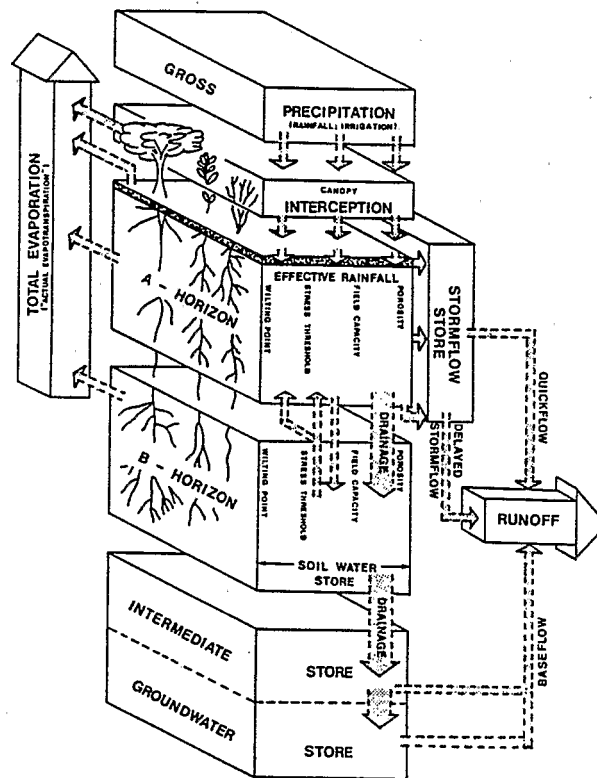 GROSS
PRECIPITATION
(RAINFALL; IRRIGATION)
CANOPY
INTERCEPTION
TOTAL EVAPORATION
("ACTUAL EVAPOTRANSPIRATION")
EFFECTIVE RAINFALL
A - HORIZON
WILTING POINT
STRESS THRESHOLD
FIELD CAPACITY
POROSITY
STORMFLOW
STORE
DRAINAGE
QUICKFLOW
DELAYED
STORMFLOW
B - HORIZON
WILTING POINT
STRESS THRESHOLD
FIELD CAPACITY
POROSITY
RUNOFF
SOIL WATER
STORE
DRAINAGE
INTERMEDIATE
STORE
BASEFLOW
GROUNDWATER
STORE